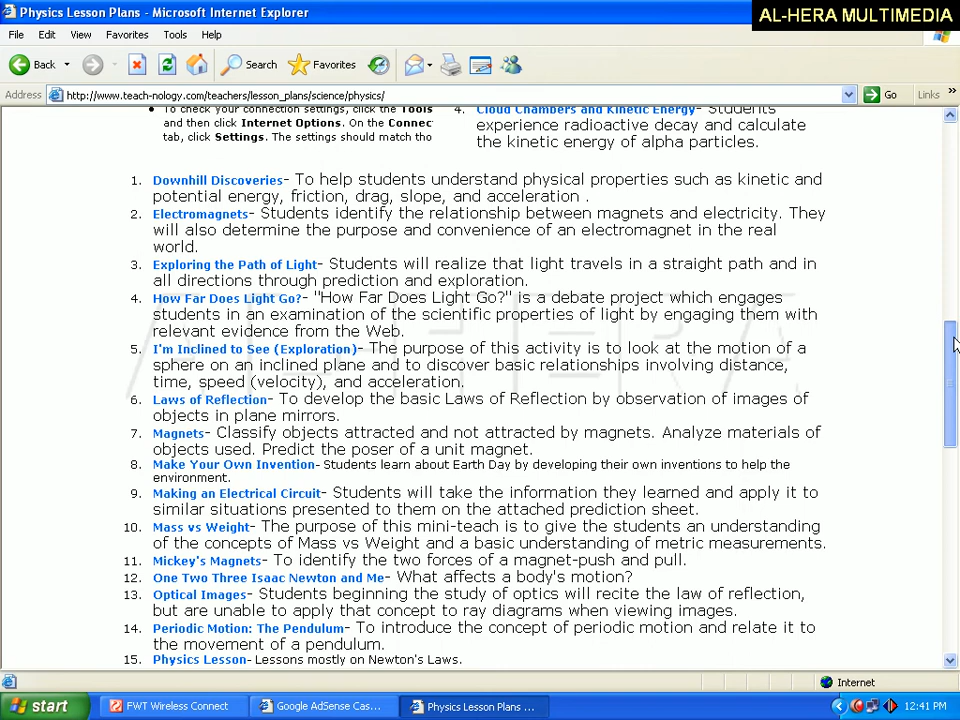 Physics Lesson Plans - Microsoft Internet Explorer
AL-HERA MULTIMEDIA
File Edit View Favorites Tools Help
Back Search Favorites
Address http://www.teach-nology.com/teachers/lesson_plans/science/physics/ Go Links »
• To check your connection settings, click the Tools
and then click Internet Options. On the Connec
tab, click Settings. The settings should match tho
4. Cloud Chambers and Kinetic Energy- Students
experience radioactive decay and calculate
the kinetic energy of alpha particles.
1. Downhill Discoveries- To help students understand physical properties such as kinetic and
potential energy, friction, drag, slope, and acceleration .
2. Electromagnets- Students identify the relationship between magnets and electricity. They
will also determine the purpose and convenience of an electromagnet in the real
world.
3. Exploring the Path of Light- Students will realize that light travels in a straight path and in
all directions through prediction and exploration.
4. How Far Does Light Go?- "How Far Does Light Go?" is a debate project which engages
students in an examination of the scientific properties of light by engaging them with
relevant evidence from the Web.
5. I'm Inclined to See (Exploration)- The purpose of this activity is to look at the motion of a
sphere on an inclined plane and to discover basic relationships involving distance,
time, speed (velocity), and acceleration.
6. Laws of Reflection- To develop the basic Laws of Reflection by observation of images of
objects in plane mirrors.
7. Magnets- Classify objects attracted and not attracted by magnets. Analyze materials of
objects used. Predict the poser of a unit magnet.
8. Make Your Own Invention- Students learn about Earth Day by developing their own inventions to help the
environment.
9. Making an Electrical Circuit- Students will take the information they learned and apply it to
similar situations presented to them on the attached prediction sheet.
10. Mass vs Weight- The purpose of this mini-teach is to give the students an understanding
of the concepts of Mass vs Weight and a basic understanding of metric measurements.
11. Mickey's Magnets- To identify the two forces of a magnet-push and pull.
12. One Two Three Isaac Newton and Me- What affects a body's motion?
13. Optical Images- Students beginning the study of optics will recite the law of reflection,
but are unable to apply that concept to ray diagrams when viewing images.
14. Periodic Motion: The Pendulum- To introduce the concept of periodic motion and relate it to
the movement of a pendulum.
15. Physics Lesson- Lessons mostly on Newton's Laws.
Internet
start FWT Wireless Connect Google AdSense Cas... Physics Lesson Plans ... 12:41 PM